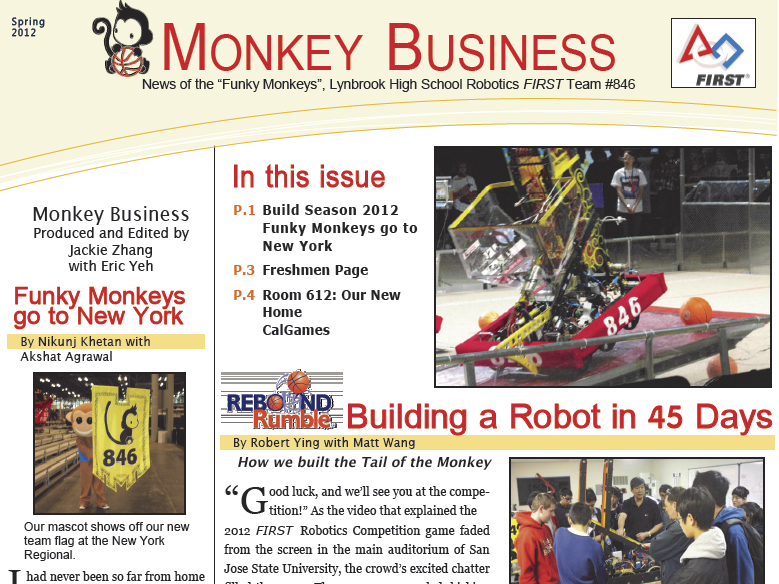 Spring
2012
MONKEY BUSINESS
News of the “Funky Monkeys”, Lynbrook High School Robotics FIRST Team #846
FIRST
Monkey Business
Produced and Edited by
Jackie Zhang
with Eric Yeh
Funky Monkeys
go to New York
By Nikunj Khetan with
Akshat Agrawal
846
Our mascot shows off our new
team flag at the New York
Regional.
I had never been so far from home
In this issue
P.1 Build Season 2012
Funky Monkeys go to
New York
P.3 Freshmen Page
P.4 Room 612: Our New
Home
CalGames
846
REBOUND
Rumble
Building a Robot in 45 Days
By Robert Ying with Matt Wang
How we built the Tail of the Monkey
“Good luck, and we’ll see you at the compe-
tition!” As the video that explained the
2012 FIRST Robotics Competition game faded
from the screen in the main auditorium of San
Jose State University, the crowd’s excited chatter